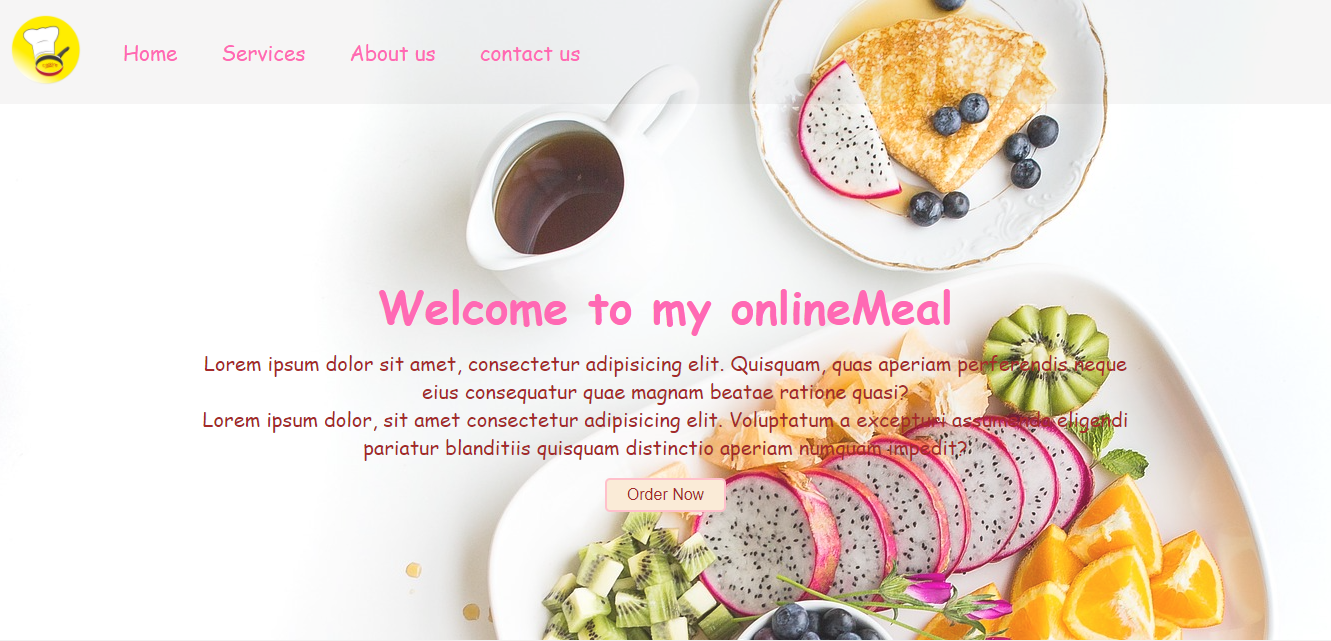 Home Services About us contact us
Welcome to my onlineMeal
Lorem ipsum dolor sit amet, consectetur adipisicing elit. Quisquam, quas aperiam perferendis neque
eius consequatur quae magnam beatae ratione quasi?
Lorem ipsum dolor, sit amet consectetur adipisicing elit. Voluptatum a excepturi assumenda eligendi
pariatur blanditiis quisquam distinctio aperiam numquam impedit?
Order Now